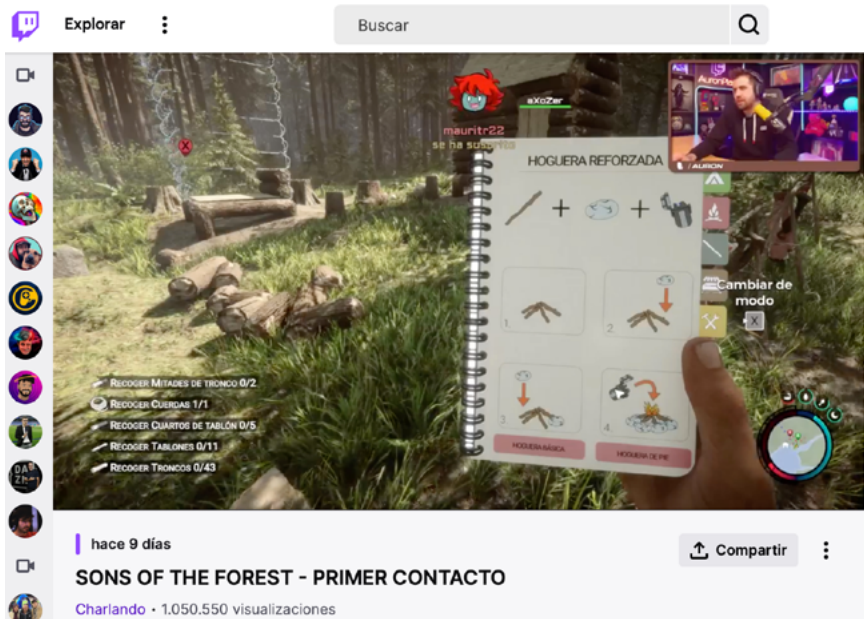 Explorar
Buscar
mauritr22
se ha suscrito
aXoZer
HOGUERA REFORZADA
/AURON
+
+
Cambiar de
modo
X
X
1.
2.
3.
4.
HOGUERA BÁSICA
HOGUERA DE PIE
RECOGER MITADES DE TRONCO 0/2
RECOGER CUERDAS 1/1
RECOGER CUARTOS DE TABLÓN 0/5
RECOGER TABLONES 0/11
RECOGER TRONCOS 0/43
hace 9 días
Compartir
SONS OF THE FOREST - PRIMER CONTACTO
Charlando • 1.050.550 visualizaciones